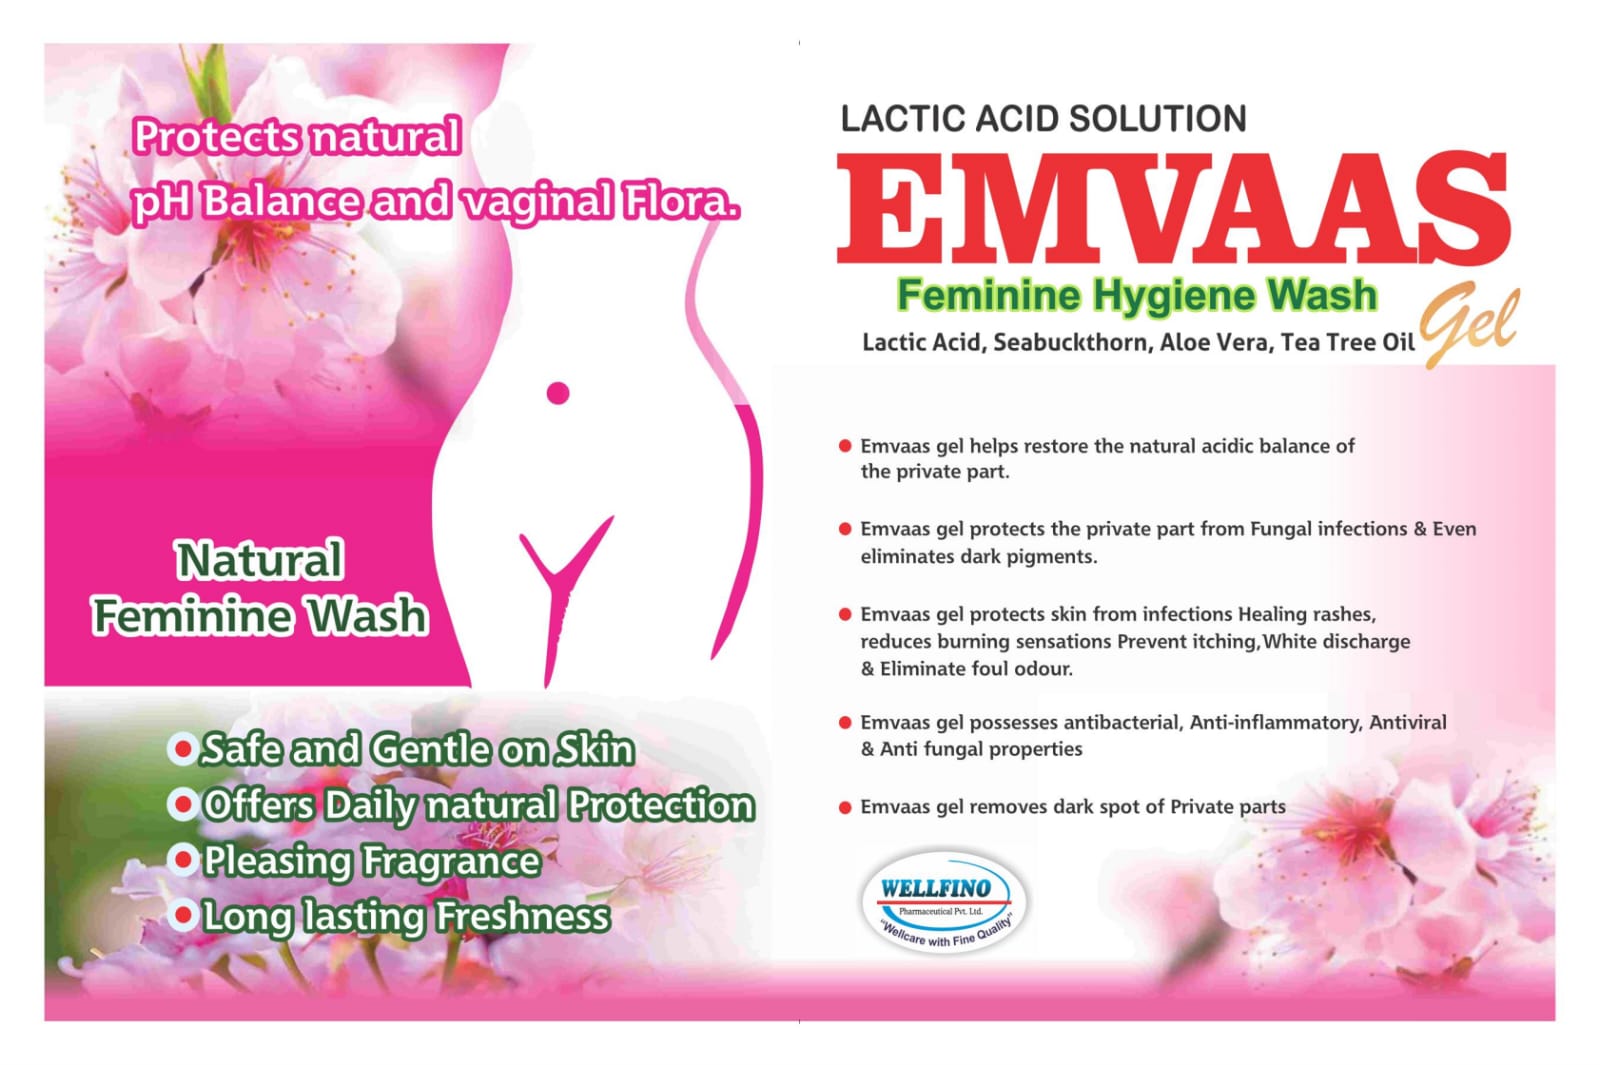 Protects natural
pH Balance and vaginal Flora.
Natural
Feminine Wash
Safe and Gentle on Skin
Offers Daily natural Protection
Pleasing Fragrance
Long lasting Freshness
LACTIC ACID SOLUTION
EMVAAS
Feminine Hygiene Wash
Gel
Lactic Acid, Seabuckthorn, Aloe Vera, Tea Tree Oil
Emvaas gel helps restore the natural acidic balance of
the private part.
Emvaas gel protects the private part from Fungal infections & Even
eliminates dark pigments.
Emvaas gel protects skin from infections Healing rashes,
reduces burning sensations Prevent itching,White discharge
& Eliminate foul odour.
Emvaas gel possesses antibacterial, Anti-inflammatory, Antiviral
& Anti fungal properties
Emvaas gel removes dark spot of Private parts
WELLFINO
Pharmaceutical Pvt. Ltd.
"Wellcare with Fine Quality"